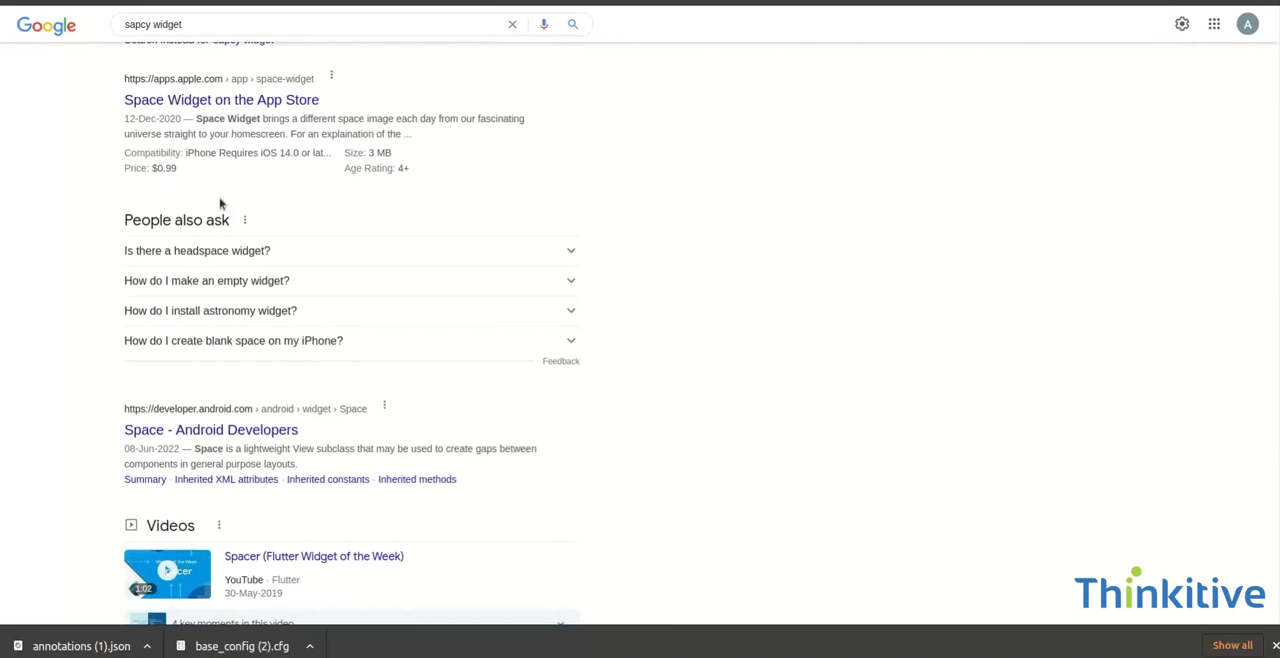 Google
sapcy widget
A
https://apps.apple.com › app › space-widget
Space Widget on the App Store
12-Dec-2020 — Space Widget brings a different space image each day from our fascinating
universe straight to your homescreen. For an explaination of the ...
Compatibility: iPhone Requires iOS 14.0 or lat... Size: 3 MB
Price: $0.99 Age Rating: 4+
People also ask
Is there a headspace widget?
How do I make an empty widget?
How do I install astronomy widget?
How do I create blank space on my iPhone?
Feedback
https://developer.android.com › android › widget › Space
Space - Android Developers
08-Jun-2022 — Space is a lightweight View subclass that may be used to create gaps between
components in general purpose layouts.
Summary · Inherited XML attributes · Inherited constants · Inherited methods
Videos
Spacer (Flutter Widget of the Week)
YouTube · Flutter
30-May-2019
1:02
4 key moments in this video
Thinkitive
annotations (1).json
base_config (2).cfg
Show all